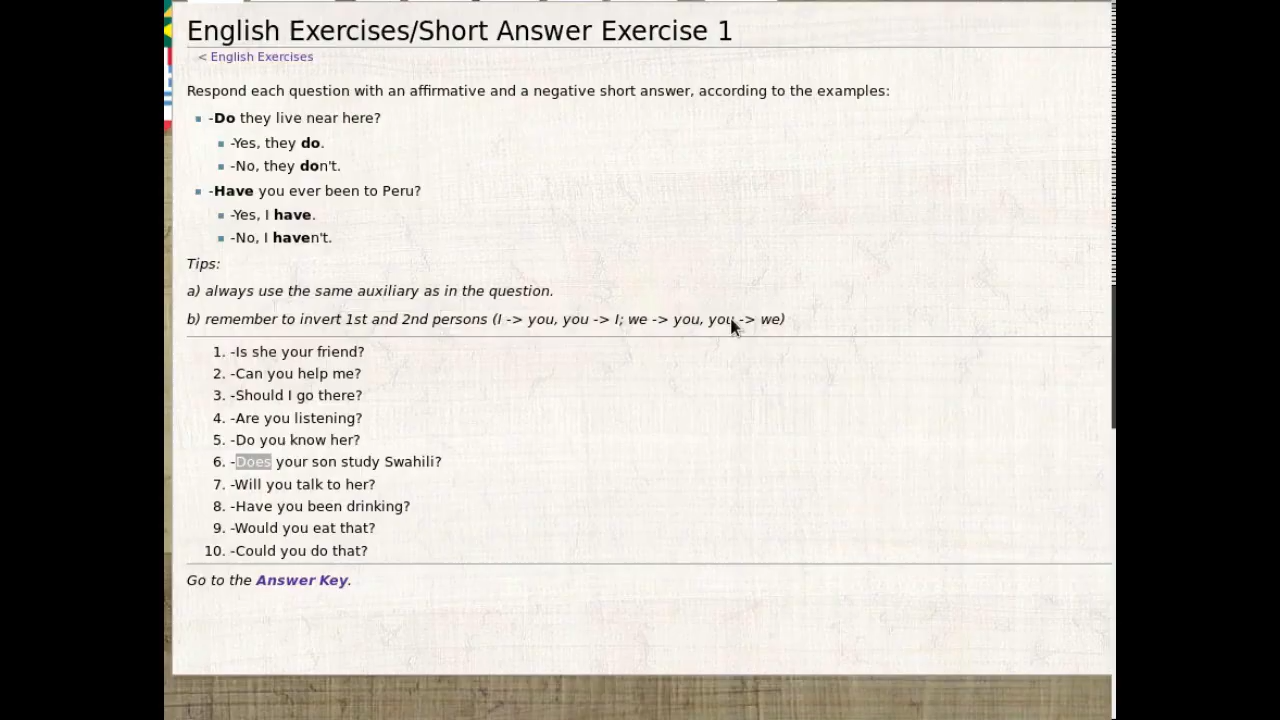 English Exercises/Short Answer Exercise 1
< English Exercises
Respond each question with an affirmative and a negative short answer, according to the examples:
-Do they live near here?
-Yes, they do.
-No, they don't.
-Have you ever been to Peru?
-Yes, I have.
-No, I haven't.
Tips:
a) always use the same auxiliary as in the question.
b) remember to invert 1st and 2nd persons (I -> you, you -> I; we -> you, you -> we)
1. -Is she your friend?
2. -Can you help me?
3. -Should I go there?
4. -Are you listening?
5. -Do you know her?
6. -Does your son study Swahili?
7. -Will you talk to her?
8. -Have you been drinking?
9. -Would you eat that?
10. -Could you do that?
Go to the Answer Key.